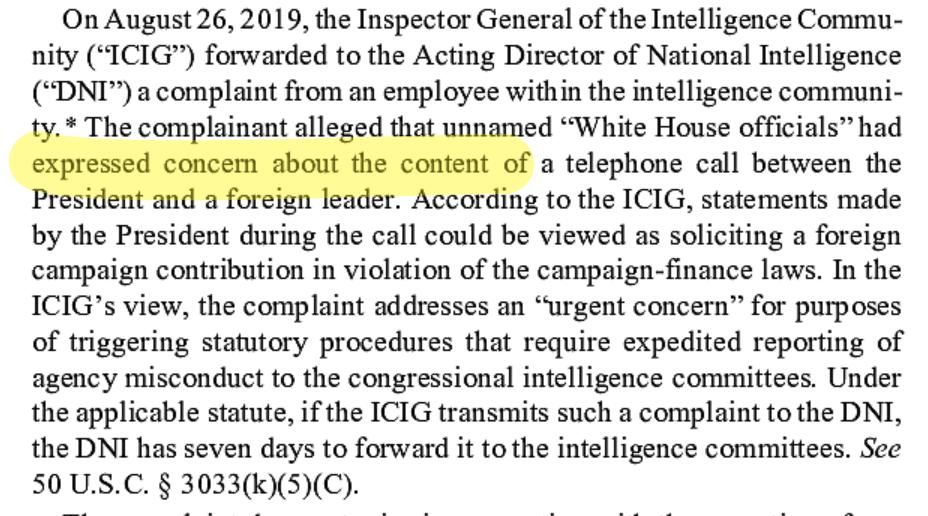 On August 26, 2019, the Inspector General of the Intelligence Commu-
nity (“ICIG”) forwarded to the Acting Director of National Intelligence
(“DNI”) a complaint from an employee within the intelligence communi-
ty.* The complainant alleged that unnamed “White House officials” had
expressed concern about the content of a telephone call between the
President and a foreign leader. According to the ICIG, statements made
by the President during the call could be viewed as soliciting a foreign
campaign contribution in violation of the campaign-finance laws. In the
ICIG’s view, the complaint addresses an “urgent concern” for purposes
of triggering statutory procedures that require expedited reporting of
agency misconduct to the congressional intelligence committees. Under
the applicable statute, if the ICIG transmits such a complaint to the DNI,
the DNI has seven days to forward it to the intelligence committees. See
50 U.S.C. § 3033(k)(5)(C).